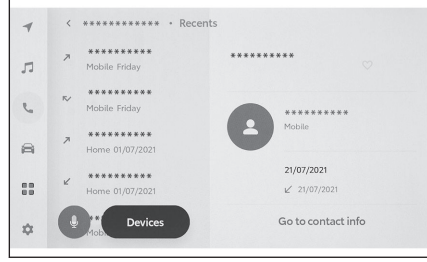 ************ • Recents
**********
Mobile Friday
**********
Mobile Friday
**********
Home 01/07/2021
**********
Home 01/07/2021
Devices
**********
**********
Mobile
21/07/2021
21/07/2021
Go to contact info